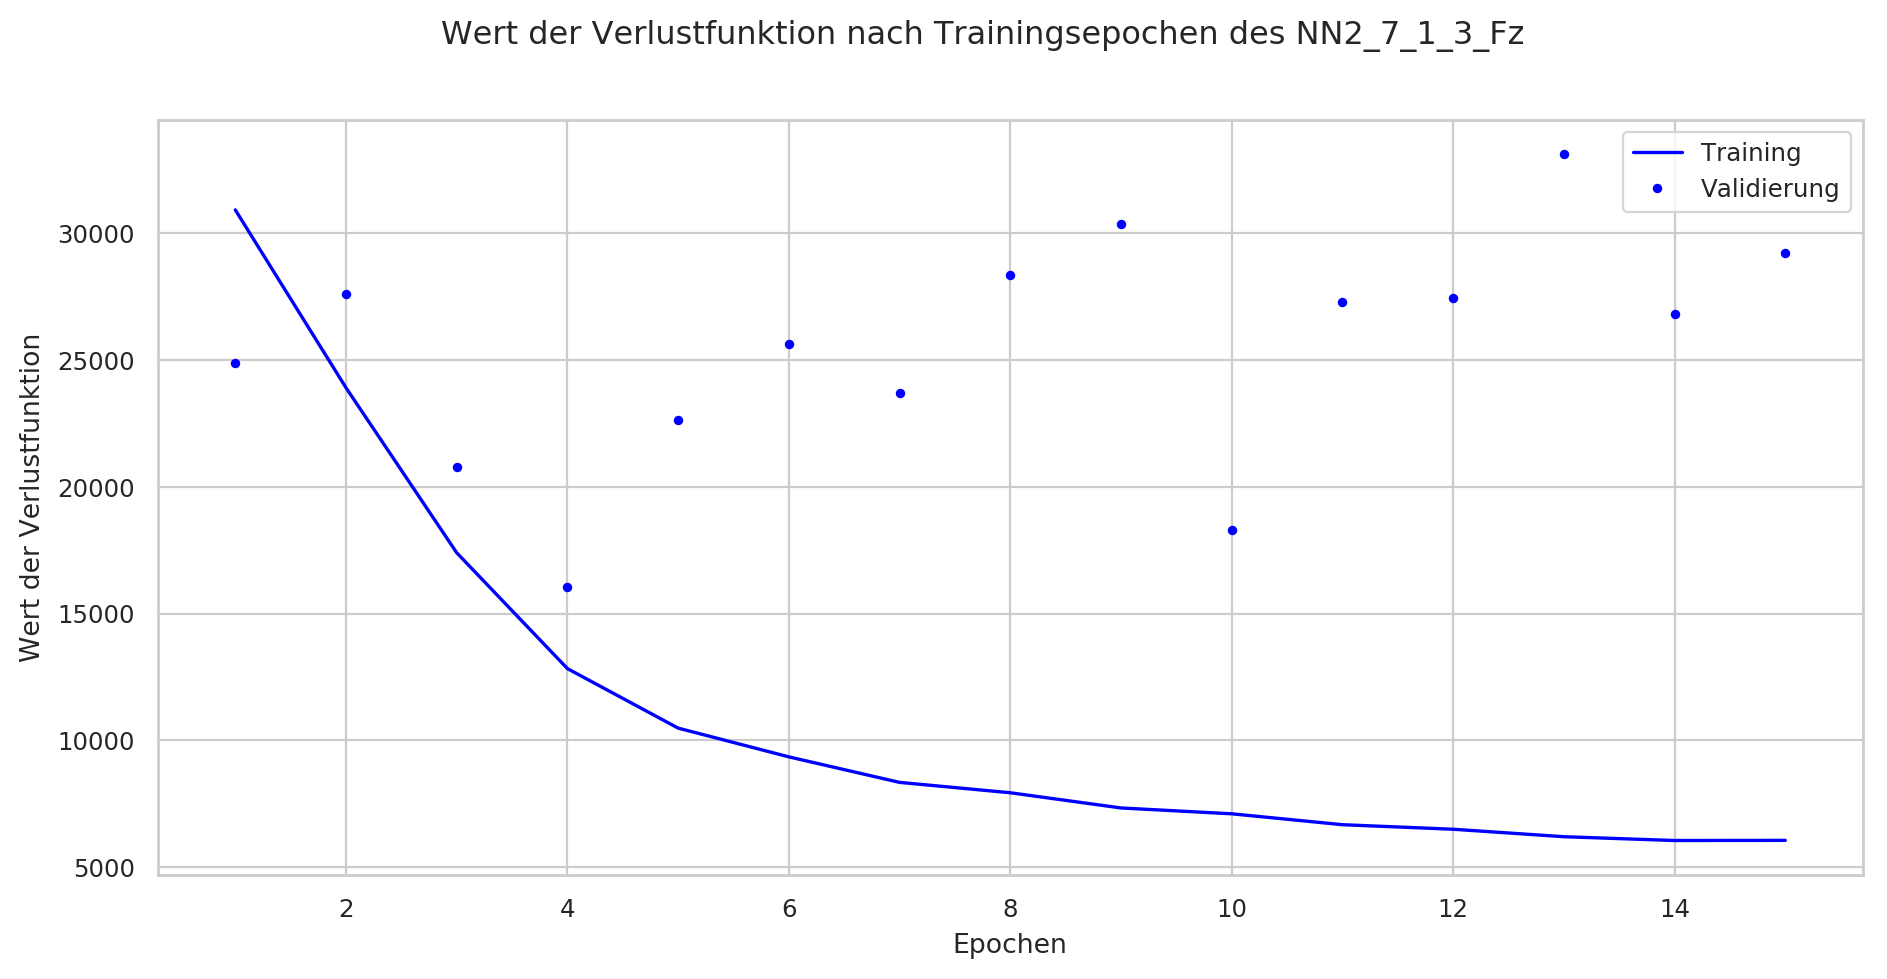 Wert der Verlustfunktion nach Trainingsepochen des NN2_7_1_3_Fz
Training
Validierung
Wert der Verlustfunktion
30000
25000
20000
15000
10000
5000
2 4 6 8 10 12 14
Epochen